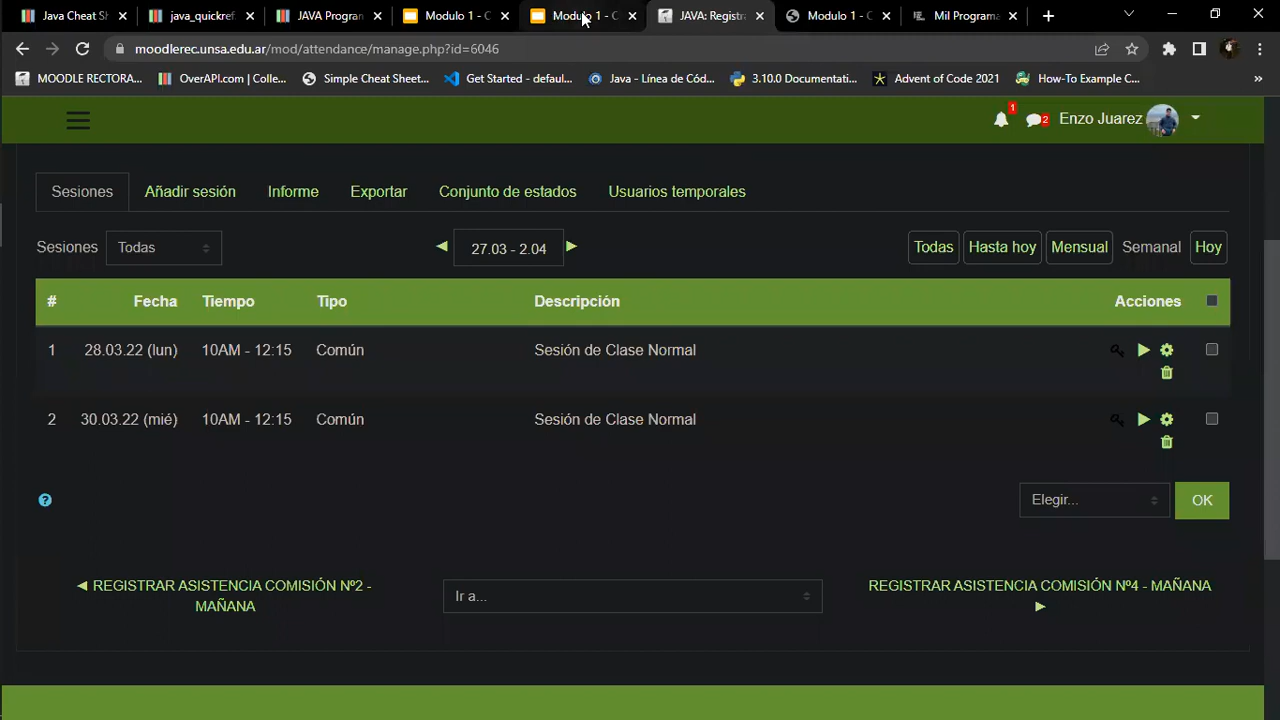 Java Cheat Sh
java_quickref.
JAVA Program
Modulo 1 - C
Modulo 1 - C
JAVA: Registra
Modulo 1 - C
Mil Programa
moodlerec.unsa.edu.ar/mod/attendance/manage.php?id=6046
MOODLE RECTORA...
OverAPI.com | Colle...
Simple Cheat Sheet...
Get Started - defaul...
Java - Línea de Cód...
3.10.0 Documentati...
Advent of Code 2021
How-To Example C...
»
1
2
Enzo Juarez
Sesiones
Añadir sesión
Informe
Exportar
Conjunto de estados
Usuarios temporales
Sesiones
Todas
27.03 - 2.04
Todas
Hasta hoy
Mensual
Semanal
Hoy
# Fecha Tiempo Tipo Descripción Acciones
1 28.03.22 (lun) 10AM - 12:15 Común Sesión de Clase Normal
2 30.03.22 (mié) 10AM - 12:15 Común Sesión de Clase Normal
Elegir...
OK
◄ REGISTRAR ASISTENCIA COMISIÓN Nº2 -
MAÑANA
Ir a...
REGISTRAR ASISTENCIA COMISIÓN Nº4 - MAÑANA
►